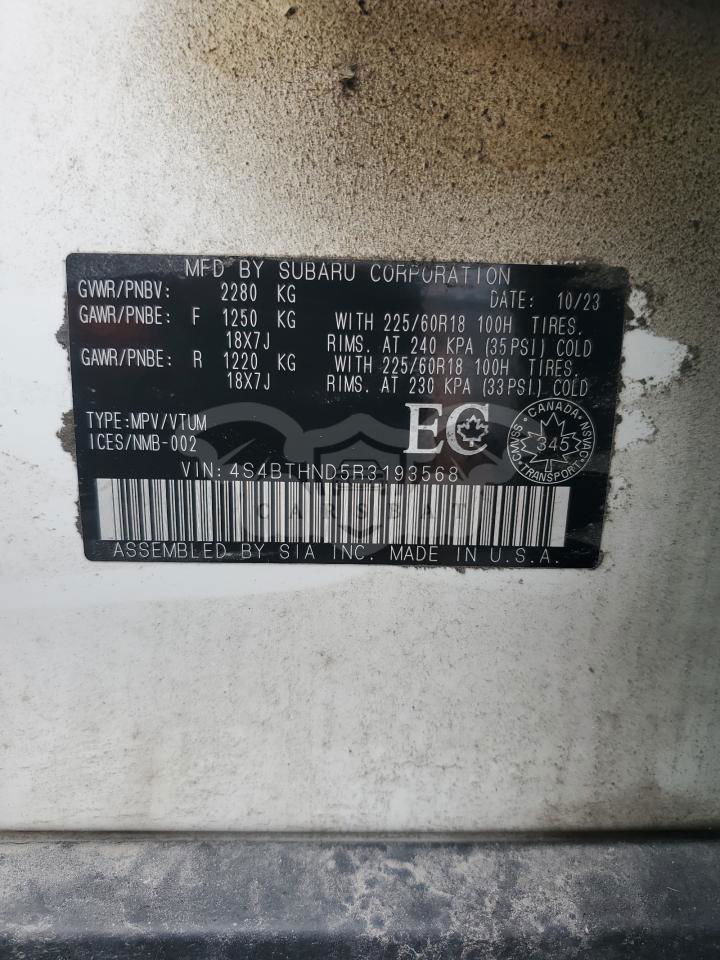 MFD BY SUBARU CORPORATION
GVWR/PNBV: 2280 KG DATE: 10/23
GAWR/PNBE: F 1250 KG WITH 225/60R18 100H TIRES.
18X7J RIMS. AT 240 KPA (35PSI) COLD
GAWR/PNBE: R 1220 KG WITH 225/60R18 100H TIRES.
18X7J RIMS. AT 230 KPA (33PSI) COLD
TYPE:MPV/VTUM
ICES/NMB-002
EC
CANADA
345
TRANSPORT
CMVSS
NSVAC
VIN: 4S4BTHND5R3193568
CARSTAT
ASSEMBLED BY SIA INC. MADE IN U.S.A.